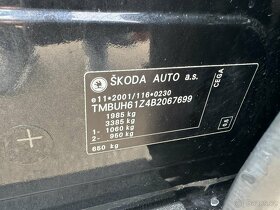 ŠKODA AUTO a.s.
e11*2001/116*0230
TMBUH61Z4B2067699
1985 kg
3385 kg
1- 1060 kg
2- 950 kg
650 kg
CEGA